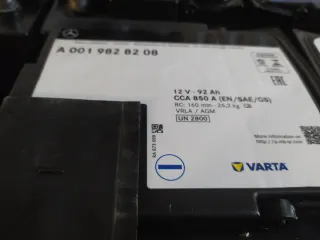 A 001 982 82 08
12 V - 92 Ah
CCA 850 A (EN/SAE/GS)
RC: 160 min - 26,3 kg
VRLA / AGM
UN 2800
VARTA